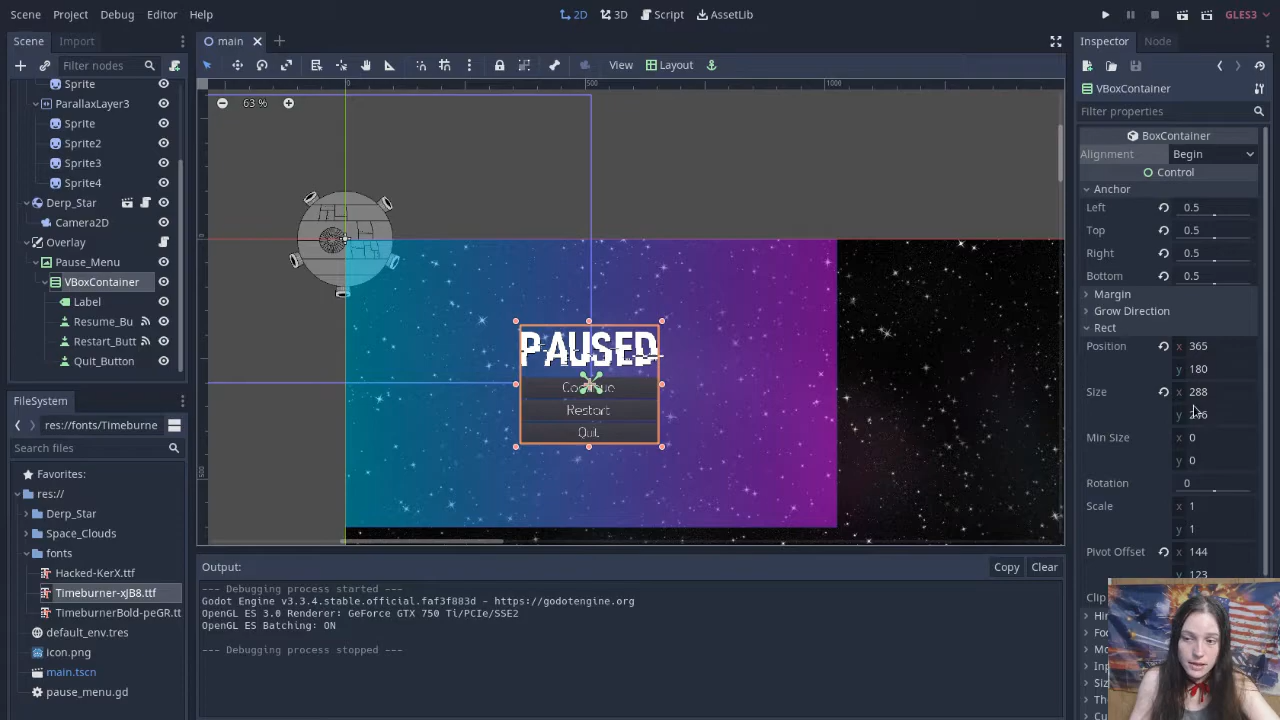 Scene Project Debug Editor Help
2D 3D Script AssetLib
GLES3
Scene Import
main
Inspector Node
Filter nodes
View Layout
VBoxContainer
Filter properties
63 %
0 500 1000
Sprite
ParallaxLayer3
Sprite
Sprite2
Sprite3
Sprite4
Derp_Star
Camera2D
Overlay
Pause_Menu
VBoxContainer
Label
Resume_Bu
Restart_Butt
Quit_Button
PAUSED
Restart
Quit
BoxContainer
Alignment Begin
Control
Anchor
Left 0.5
Top 0.5
Right 0.5
Bottom 0.5
Margin
Grow Direction
Rect
Position x 365
y 180
Size x 288
y
Min Size x 0
y 0
Rotation 0
Scale x 1
y 1
Pivot Offset x 144
y 123
FileSystem
res://fonts/Timeburne
Search files
Favorites:
res://
Derp_Star
Space_Clouds
fonts
Hacked-KerX.ttf
Timeburner-xJB8.ttf
TimeburnerBold-peGR.tt
default_env.tres
icon.png
main.tscn
pause_menu.gd
Output: Copy Clear
--- Debugging process started ---
Godot Engine v3.3.4.stable.official.faf3f883d - https://godotengine.org
OpenGL ES 3.0 Renderer: GeForce GTX 750 Ti/PCIe/SSE2
OpenGL ES Batching: ON
--- Debugging process stopped ---